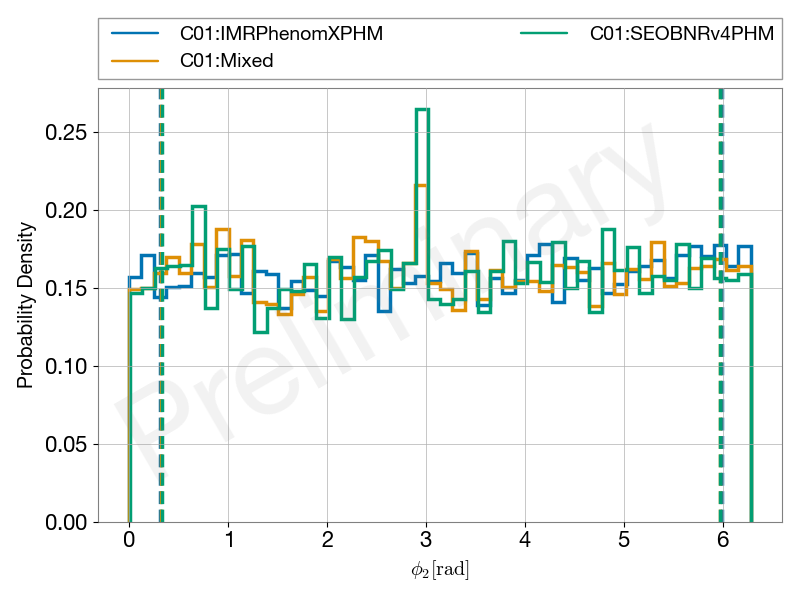 C01:IMRPhenomXPHM
C01:Mixed
C01:SEOBNRv4PHM
0.25
0.20
0.15
0.10
0.05
0.00
Probability Density
Preliminary
0 1 2 3 4 5 6
ϕ₂[rad]